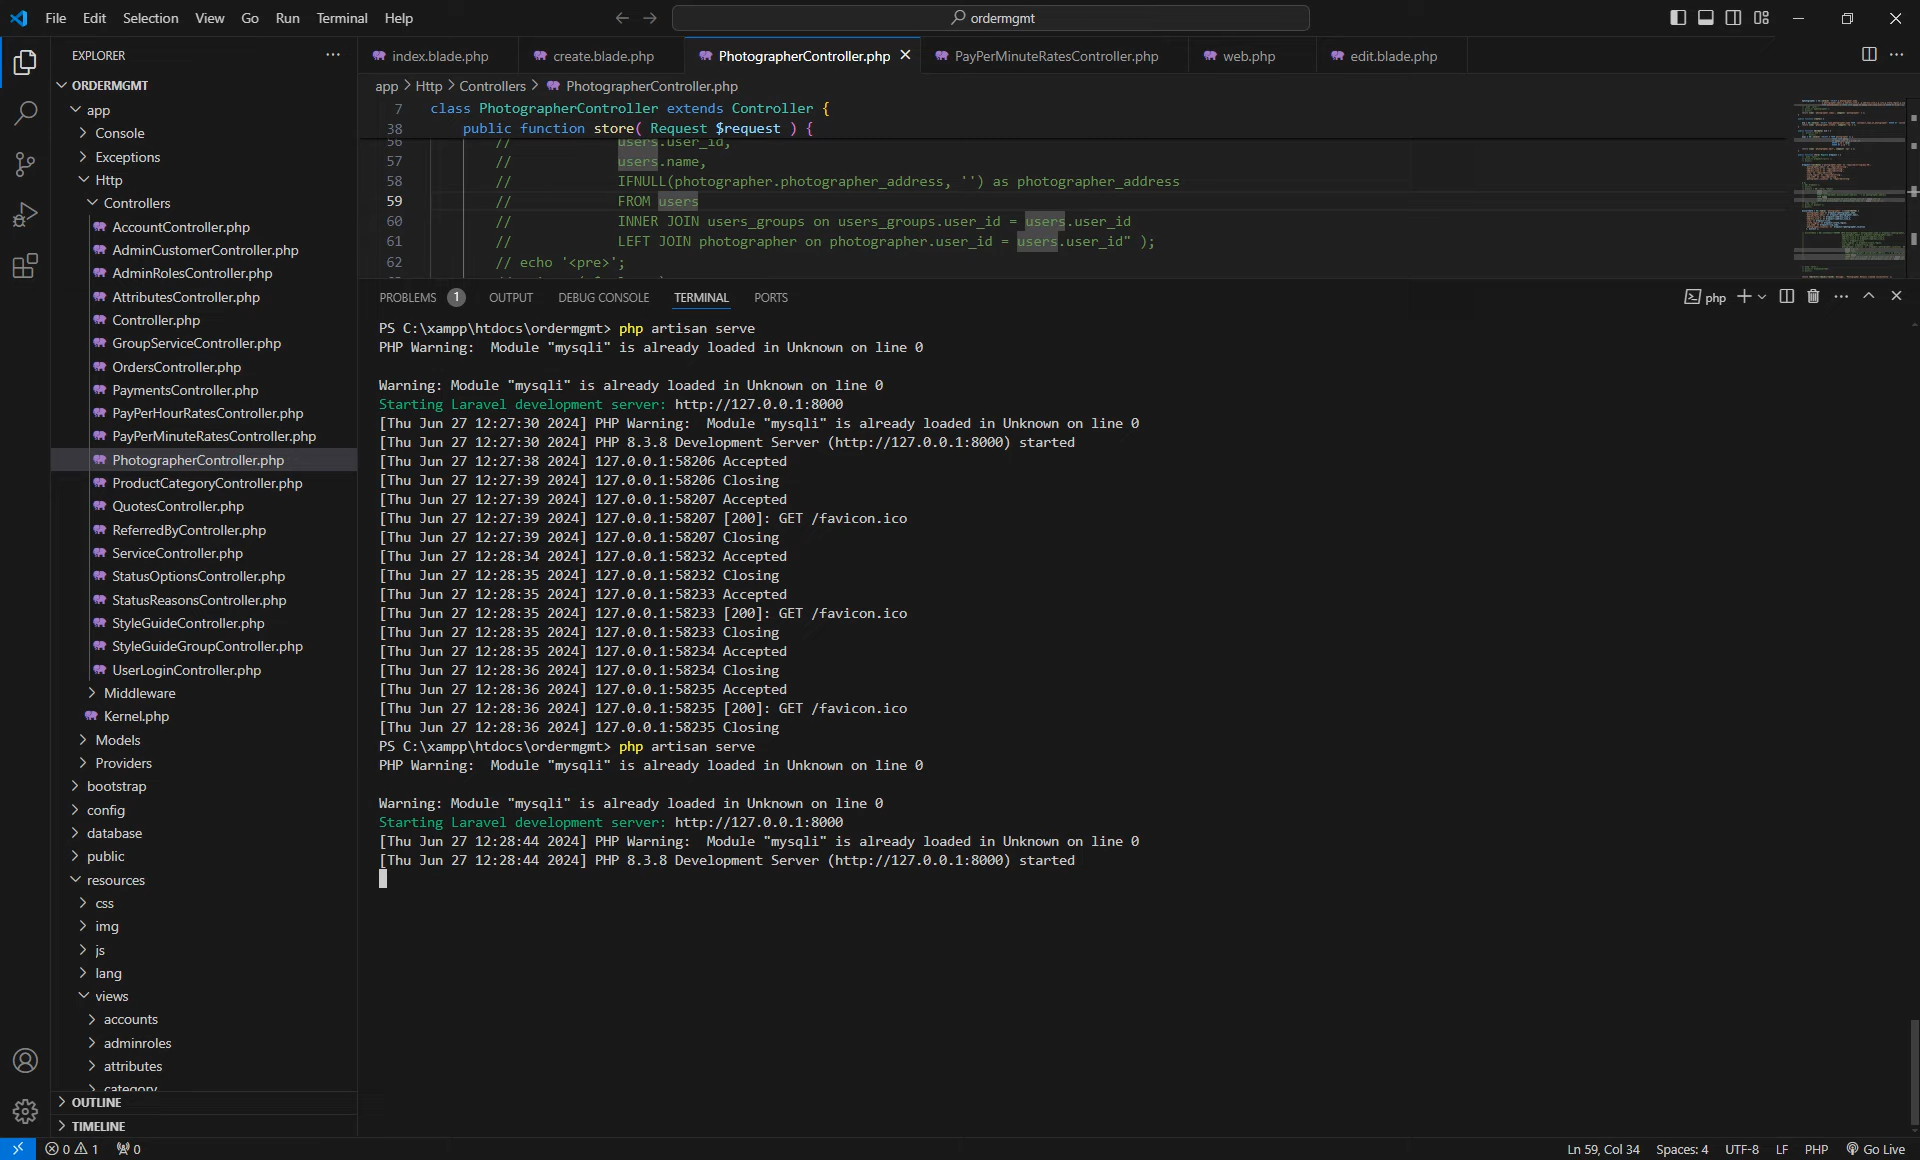 File Edit Selection View Go Run Terminal Help
ordermgmt
EXPLORER
ORDERMGMT
app
Console
Exceptions
Http
Controllers
AccountController.php
AdminCustomerController.php
AdminRolesController.php
AttributesController.php
Controller.php
GroupServiceController.php
OrdersController.php
PaymentsController.php
PayPerHourRatesController.php
PayPerMinuteRatesController.php
PhotographerController.php
ProductCategoryController.php
QuotesController.php
ReferredByController.php
ServiceController.php
StatusOptionsController.php
StatusReasonsController.php
StyleGuideController.php
StyleGuideGroupController.php
UserLoginController.php
Middleware
Kernel.php
Models
Providers
bootstrap
config
database
public
resources
css
img
js
lang
views
accounts
adminroles
attributes
category
OUTLINE
TIMELINE
index.blade.php create.blade.php PhotographerController.php PayPerMinuteRatesController.php web.php edit.blade.php
app > Http > Controllers > PhotographerController.php
7 class PhotographerController extends Controller {
38 public function store( Request $request ) {
56 // users.user_id,
57 // users.name,
58 // IFNULL(photographer.photographer_address, '') as photographer_address
59 // FROM users
60 // INNER JOIN users_groups on users_groups.user_id = users.user_id
61 // LEFT JOIN photographer on photographer.user_id = users.user_id" );
62 // echo '<pre>';
PROBLEMS 1 OUTPUT DEBUG CONSOLE TERMINAL PORTS
php
PS C:\xampp\htdocs\ordermgmt> php artisan serve
PHP Warning:  Module "mysqli" is already loaded in Unknown on line 0
Warning: Module "mysqli" is already loaded in Unknown on line 0
Starting Laravel development server: http://127.0.0.1:8000
[Thu Jun 27 12:27:30 2024] PHP Warning:  Module "mysqli" is already loaded in Unknown on line 0
[Thu Jun 27 12:27:30 2024] PHP 8.3.8 Development Server (http://127.0.0.1:8000) started
[Thu Jun 27 12:27:38 2024] 127.0.0.1:58206 Accepted
[Thu Jun 27 12:27:39 2024] 127.0.0.1:58206 Closing
[Thu Jun 27 12:27:39 2024] 127.0.0.1:58207 Accepted
[Thu Jun 27 12:27:39 2024] 127.0.0.1:58207 [200]: GET /favicon.ico
[Thu Jun 27 12:27:39 2024] 127.0.0.1:58207 Closing
[Thu Jun 27 12:28:34 2024] 127.0.0.1:58232 Accepted
[Thu Jun 27 12:28:35 2024] 127.0.0.1:58232 Closing
[Thu Jun 27 12:28:35 2024] 127.0.0.1:58233 Accepted
[Thu Jun 27 12:28:35 2024] 127.0.0.1:58233 [200]: GET /favicon.ico
[Thu Jun 27 12:28:35 2024] 127.0.0.1:58233 Closing
[Thu Jun 27 12:28:35 2024] 127.0.0.1:58234 Accepted
[Thu Jun 27 12:28:36 2024] 127.0.0.1:58234 Closing
[Thu Jun 27 12:28:36 2024] 127.0.0.1:58235 Accepted
[Thu Jun 27 12:28:36 2024] 127.0.0.1:58235 [200]: GET /favicon.ico
[Thu Jun 27 12:28:36 2024] 127.0.0.1:58235 Closing
PS C:\xampp\htdocs\ordermgmt> php artisan serve
PHP Warning:  Module "mysqli" is already loaded in Unknown on line 0
Warning: Module "mysqli" is already loaded in Unknown on line 0
Starting Laravel development server: http://127.0.0.1:8000
[Thu Jun 27 12:28:44 2024] PHP Warning:  Module "mysqli" is already loaded in Unknown on line 0
[Thu Jun 27 12:28:44 2024] PHP 8.3.8 Development Server (http://127.0.0.1:8000) started
0 1 0 Ln 59, Col 34 Spaces: 4 UTF-8 LF PHP Go Live